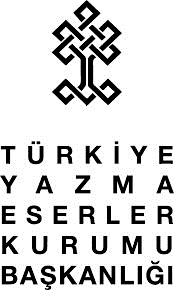 TÜRKİYE
YAZMA
ESERLER
KURUMU
BAŞKANLIĞI